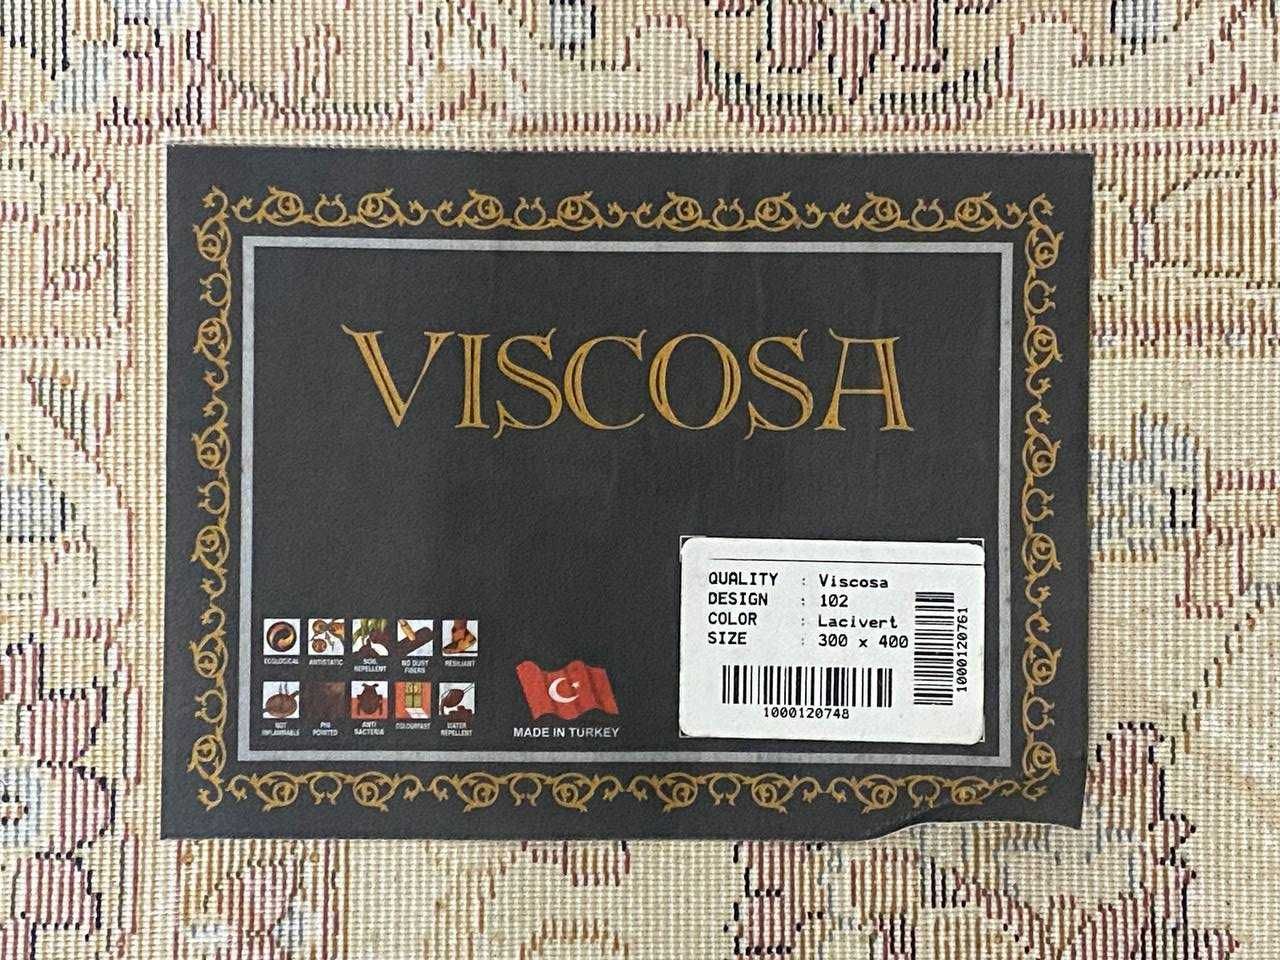 VISCOSA
QUALITY : Viscosa
DESIGN : 102
COLOR : Lacivert
SIZE : 300 x 400
1000120748
1000120761
ECOLOGICAL
ANTISTATIC
SOIL REPELLENT
NO DUST FIBERS
RESILIENT
NOT INFLAMMABLE
ANTI BACTERIA
COLOURFAST
WATER REPELLENT
MADE IN TURKEY